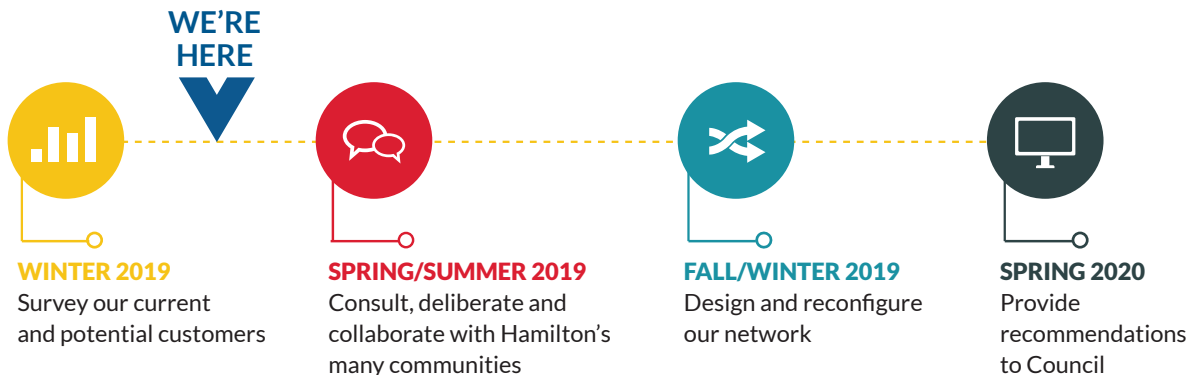 WE'RE
HERE
WINTER 2019
Survey our current
and potential customers
SPRING/SUMMER 2019
Consult, deliberate and
collaborate with Hamilton's
many communities
FALL/WINTER 2019
Design and reconfigure
our network
SPRING 2020
Provide
recommendations
to Council